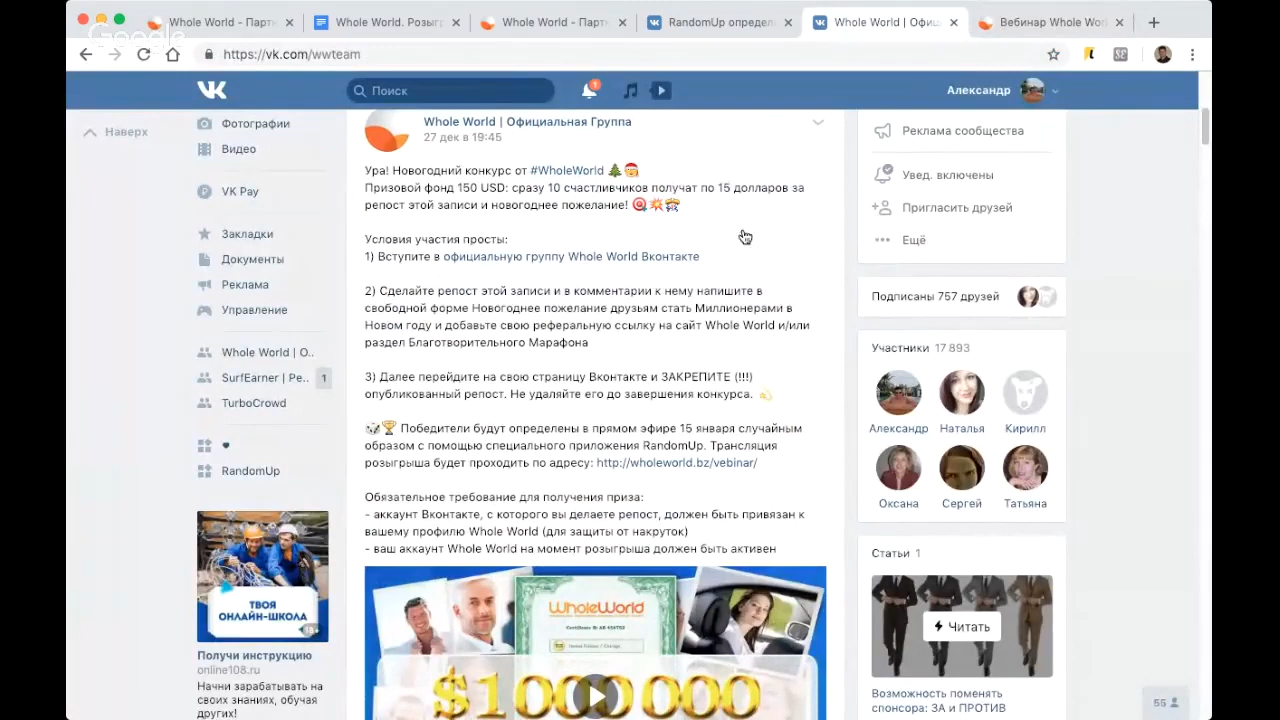 Whole World - Партн
Whole World. Розыгр
Whole World - Партн
RandomUp определ
Whole World | Офиц
Вебинар Whole Wor
Google
https://vk.com/wwteam
Поиск
1
Александр
Наверх
Фотографии
Видео
VK Pay
Закладки
Документы
Реклама
Управление
Whole World | О..
SurfEarner | Ре.. 1
TurboCrowd
RandomUp
ТВОЯ
ОНЛАЙН-ШКОЛА
Получи инструкцию
online108.ru
Начни зарабатывать на
своих знаниях, обучая
других!
Whole World | Официальная Группа
27 дек в 19:45
Ура! Новогодний конкурс от #WholeWorld 🎄🎅
Призовой фонд 150 USD: сразу 10 счастливчиков получат по 15 долларов за
репост этой записи и новогоднее пожелание!
Условия участия просты:
1) Вступите в официальную группу Whole World Вконтакте
2) Сделайте репост этой записи и в комментарии к нему напишите в
свободной форме Новогоднее пожелание друзьям стать Миллионерами в
Новом году и добавьте свою реферальную ссылку на сайт Whole World и/или
раздел Благотворительного Марафона
3) Далее перейдите на свою страницу Вконтакте и ЗАКРЕПИТЕ (!!!)
опубликованный репост. Не удаляйте его до завершения конкурса.
🎲🏆 Победители будут определены в прямом эфире 15 января случайным
образом с помощью специального приложения RandomUp. Трансляция
розыгрыша будет проходить по адресу: http://wholeworld.bz/vebinar/
Обязательное требование для получения приза:
- аккаунт Вконтакте, с которого вы делаете репост, должен быть привязан к
вашему профилю Whole World (для защиты от накруток)
- ваш аккаунт Whole World на момент розыгрыша должен быть активен
WHOLEWORLD
$1000000
Реклама сообщества
Увед. включены
Пригласить друзей
Ещё
Подписаны 757 друзей
Участники 17 893
Александр
Наталья
Кирилл
Оксана
Сергей
Татьяна
Статьи 1
Читать
Возможность поменять
спонсора: ЗА и ПРОТИВ
55